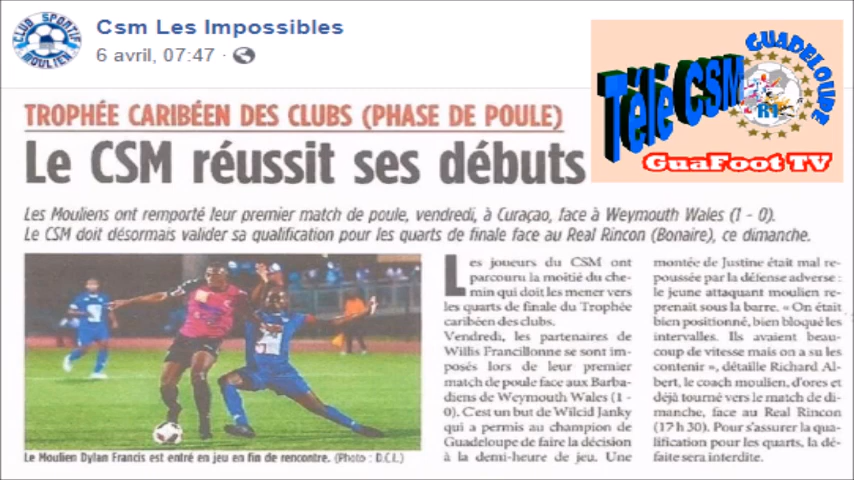 CLUB SPORTIF
MOULIEN
Csm Les Impossibles
6 avril, 07:47 ·
Télé CSM
GUADELOUPE
R1
GuaFoot TV
TROPHÉE CARIBÉEN DES CLUBS (PHASE DE POULE)
Le CSM réussit ses débuts
Les Mouliens ont remporté leur premier match de poule, vendredi, à Curaçao, face à Weymouth Wales (1 - 0).
Le CSM doit désormais valider sa qualification pour les quarts de finale face au Real Rincon (Bonaire), ce dimanche.
Le Moulien Dylan Francis est entré en jeu en fin de rencontre. (Photo : D.C.L.)
Les joueurs du CSM ont
parcouru la moitié du che-
min qui doit les mener vers
les quarts de finale du Trophée
caribéen des clubs.
Vendredi, les partenaires de
Willis Francillonne se sont im-
posés lors de leur premier
match de poule face aux Barba-
diens de Weymouth Wales (1 -
0). C'est un but de Wilcid Janky
qui a permis au champion de
Guadeloupe de faire la décision
à la demi-heure de jeu. Une
montée de Justine était mal re-
poussée par la défense adverse :
le jeune attaquant moulien re-
prenait sous la barre. « On était
bien positionné, bien bloqué les
intervalles. Ils avaient beau-
coup de vitesse mais on a su les
contenir », détaille Richard Al-
bert, le coach moulien, d'ores et
déjà tourné vers le match de di-
manche, face au Real Rincon
(17 h 30). Pour s'assurer la qua-
lification pour les quarts, la dé-
faite sera interdite.